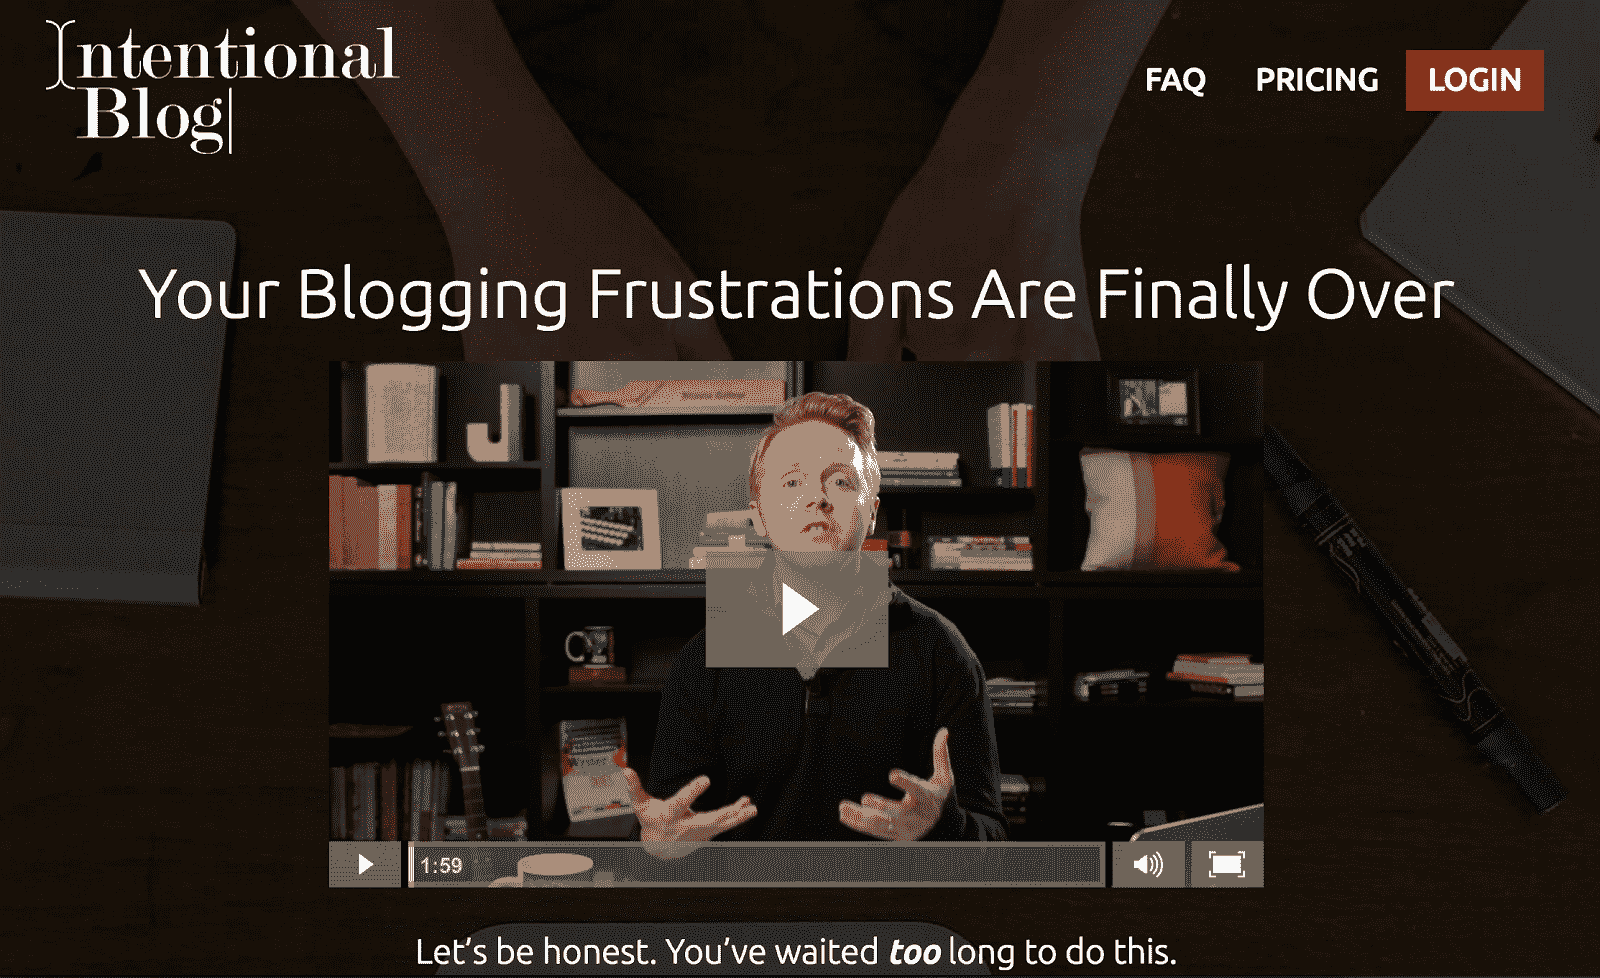 Intentional
Blog
FAQ PRICING LOGIN
Your Blogging Frustrations Are Finally Over
1:59
Let’s be honest. You’ve waited too long to do this.